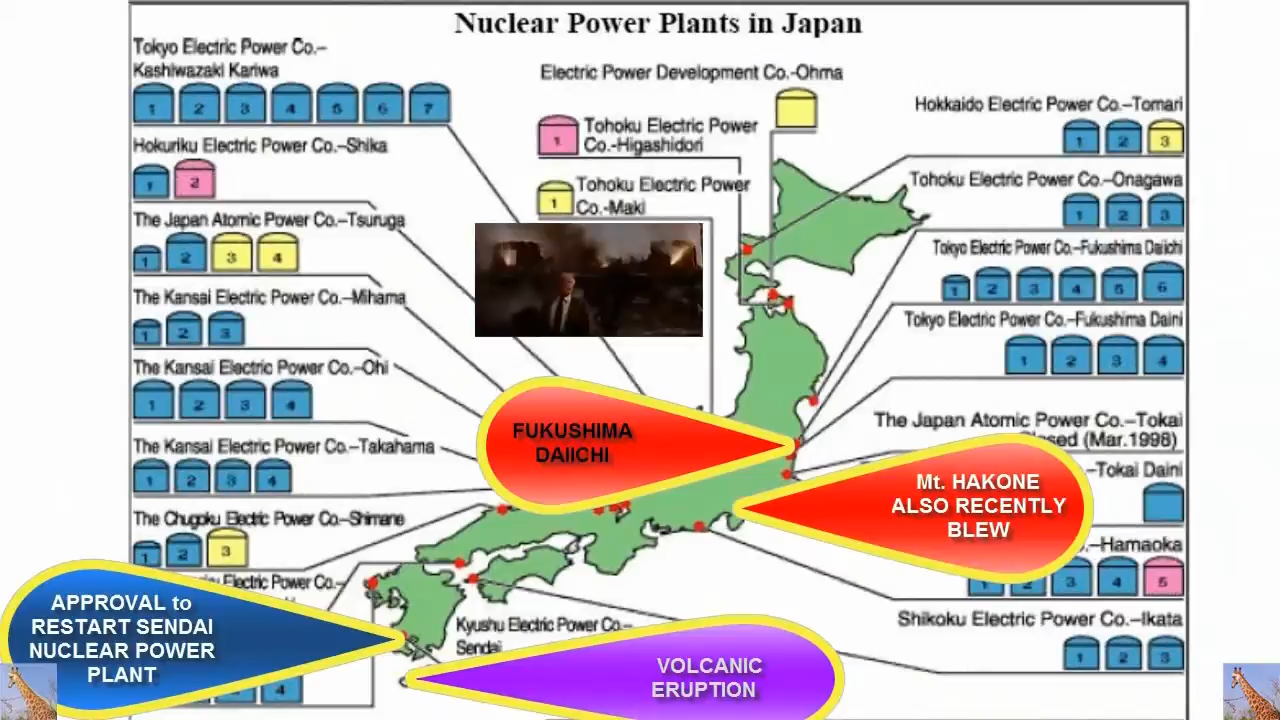 Nuclear Power Plants in Japan
Tokyo Electric Power Co.–
Kashiwazaki Kariwa
1 2 3 4 5 6 7
Hokuriku Electric Power Co.–Shika
1 2
The Japan Atomic Power Co.–Tsuruga
1 2 3 4
The Kansai Electric Power Co.–Mihama
1 2 3
The Kansai Electric Power Co.–Ohi
1 2 3 4
The Kansai Electric Power Co.–Takahama
1 2 3 4
The Chugoku Electric Power Co.–Shimane
1 2 3
Electric Power Co.–
4
APPROVAL to
RESTART SENDAI
NUCLEAR POWER
PLANT
Electric Power Development Co.-Ohma
1
Tohoku Electric Power
Co.-Higashidori
1
Tohoku Electric Power
Co.-Maki
FUKUSHIMA
DAIICHI
Kyushu Electric Power Co.–
Sendai
VOLCANIC
ERUPTION
Hokkaido Electric Power Co.–Tomari
1 2 3
Tohoku Electric Power Co.–Onagawa
1 2 3
Tokyo Electric Power Co.–Fukushima Daiichi
1 2 3 4 5 6
Tokyo Electric Power Co.–Fukushima Daini
1 2 3 4
The Japan Atomic Power Co.–Tokai
(Mar.1998)
–Tokai Daini
Mt. HAKONE
ALSO RECENTLY
BLEW
–Hamaoka
1 2 3 4 5
Shikoku Electric Power Co.–Ikata
1 2 3